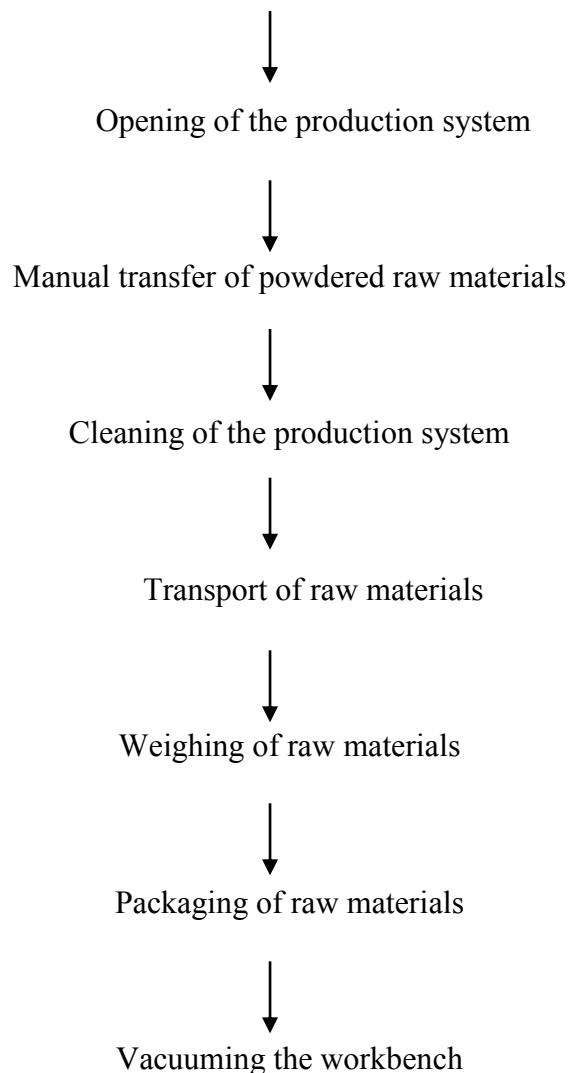 Opening of the production system
Manual transfer of powdered raw materials
Cleaning of the production system
Transport of raw materials
Weighing of raw materials
Packaging of raw materials
Vacuuming the workbench